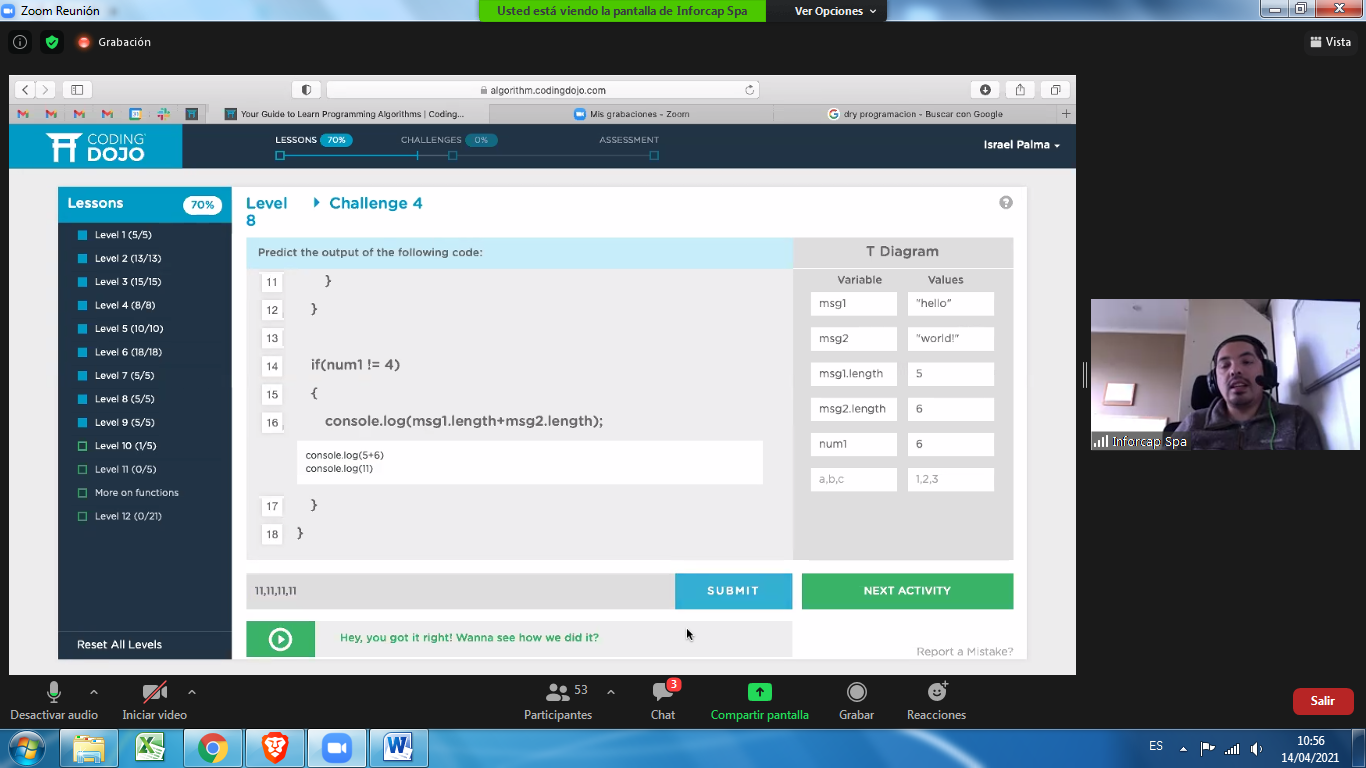 Zoom Reunión
Usted está viendo la pantalla de Inforcap Spa
Ver Opciones
Grabación
Vista
algorithm.codingdojo.com
Your Guide to Learn Programming Algorithms | Coding...
Mis grabaciones - Zoom
dry programacion - Buscar con Google
CODING DOJO
LESSONS 70%
CHALLENGES 0%
ASSESSMENT
Israel Palma
Lessons 70%
Level 1 (5/5)
Level 2 (13/13)
Level 3 (15/15)
Level 4 (8/8)
Level 5 (10/10)
Level 6 (18/18)
Level 7 (5/5)
Level 8 (5/5)
Level 9 (5/5)
Level 10 (1/5)
Level 11 (0/5)
More on functions
Level 12 (0/21)
Reset All Levels
Level 8
Challenge 4
Predict the output of the following code:
11 }
12 }
13
14 if(num1 != 4)
15 {
16 console.log(msg1.length+msg2.length);
console.log(5+6)
console.log(11)
17 }
18 }
T Diagram
Variable Values
msg1 "hello"
msg2 "world!"
msg1.length 5
msg2.length 6
num1 6
a,b,c 1,2,3
11,11,11,11
SUBMIT
NEXT ACTIVITY
Hey, you got it right! Wanna see how we did it?
Report a Mistake?
Inforcap Spa
Desactivar audio
Iniciar video
53
Participantes
3
Chat
Compartir pantalla
Grabar
Reacciones
Salir
ES
10:56
14/04/2021